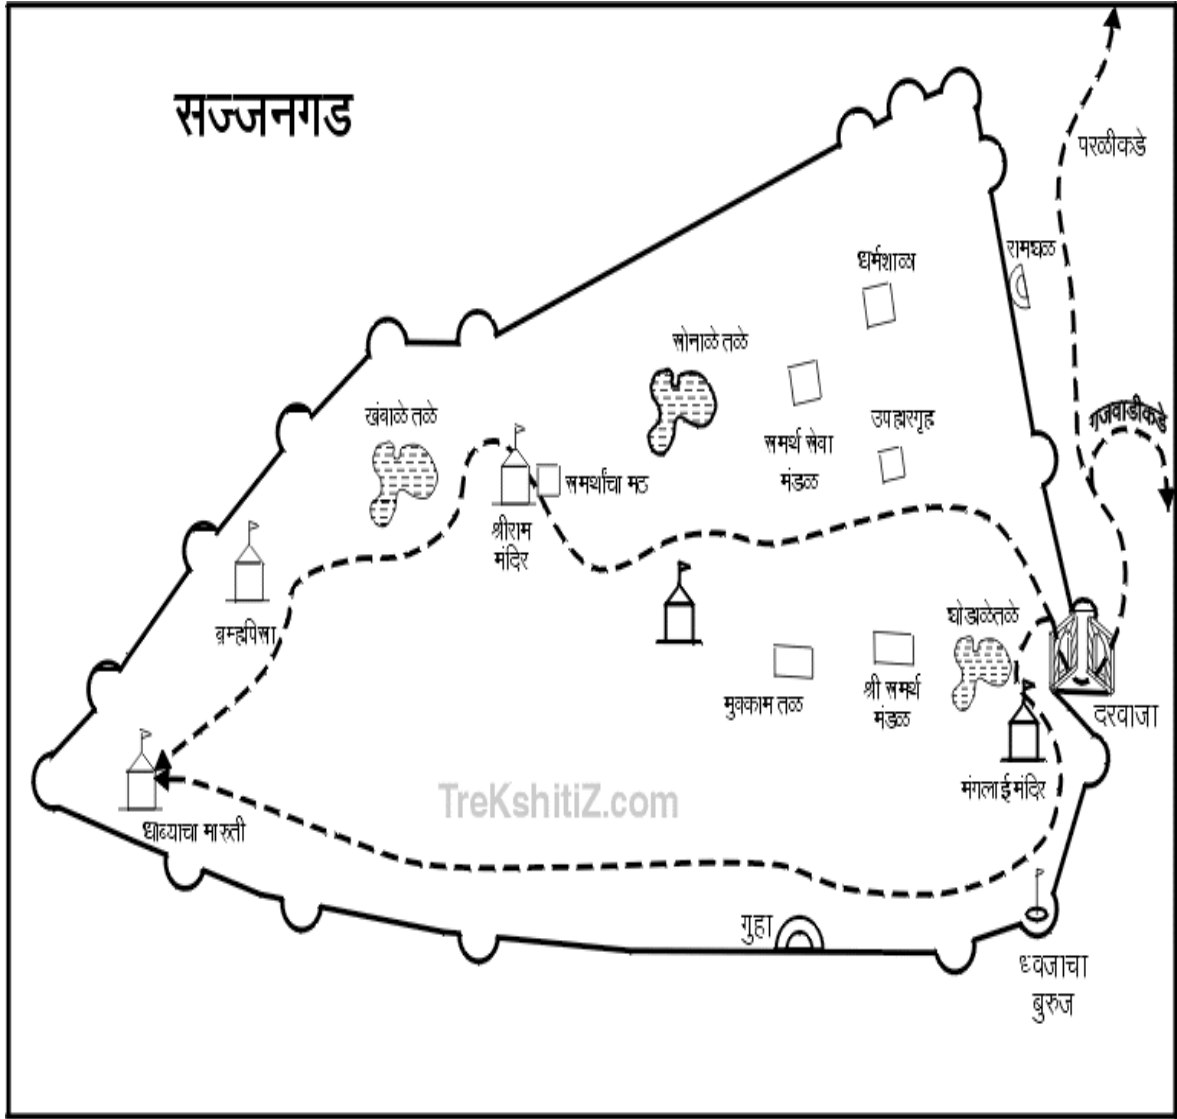 सज्जनगड
परळीकडे
रामघळ
धर्मशाळा
सोनाळे तळे
गजवाडीकडे
खंबाळे तळे
उपहारगृह
समर्थ सेवा
मंडळ
समर्थांचा मठ
श्रीराम
मंदिर
घोडाळेतळे
ब्रम्हपिसा
श्री समर्थ
मंडळ
मुक्काम तळ
दरवाजा
मंगलाई मंदिर
TreKshitiZ.com
धाब्याचा मारुती
गुहा
ध्वजाचा
बुरुज